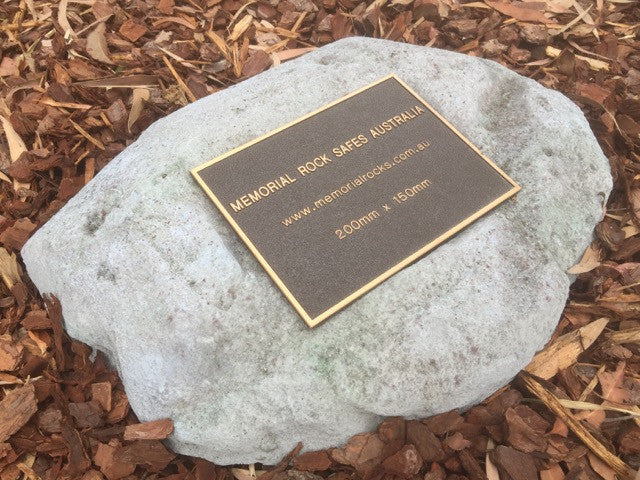 MEMORIAL ROCK SAFES AUSTRALIA
www.memorialrocks.com.au
200mm x 150mm